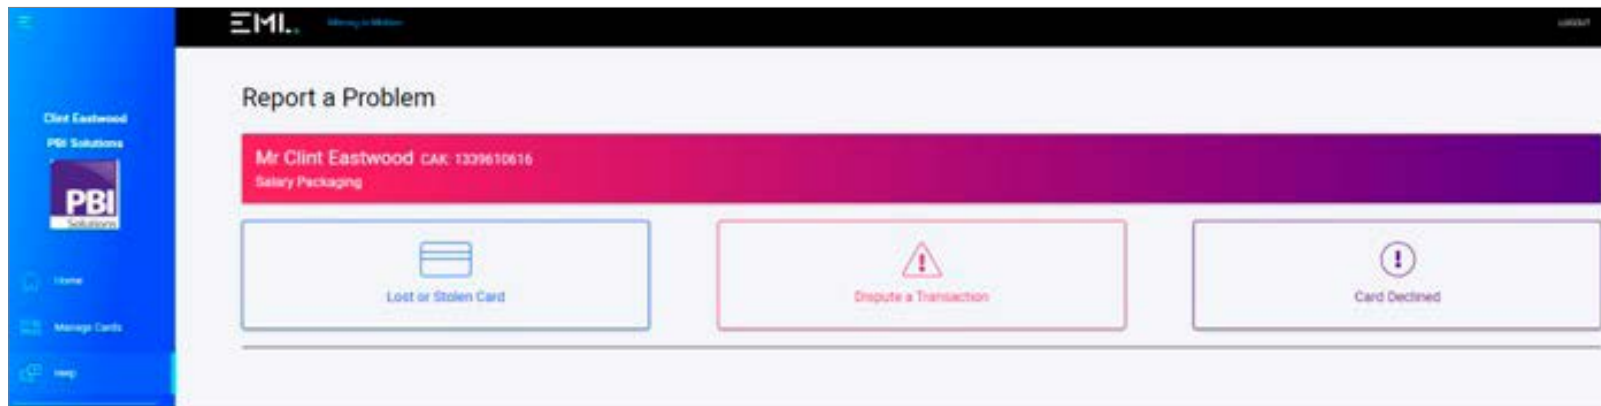 EML.
LOGOUT
Clint Eastwood
PBI Solutions
PBI
Solutions
Home
Manage Cards
Help
Report a Problem
Mr Clint Eastwood CAK: 1339610616
Salary Packaging
Lost or Stolen Card
Dispute a Transaction
Card Declined